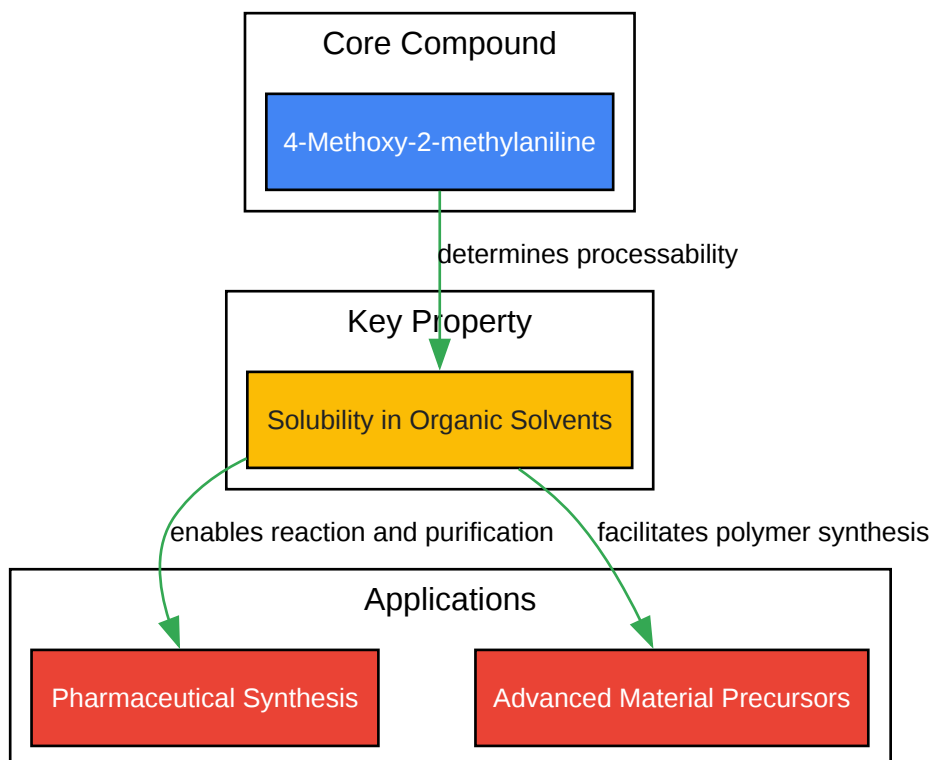 Core Compound
4-Methoxy-2-methylaniline
determines processability
Key Property
Solubility in Organic Solvents
enables reaction and purification
facilitates polymer synthesis
Applications
Pharmaceutical Synthesis
Advanced Material Precursors